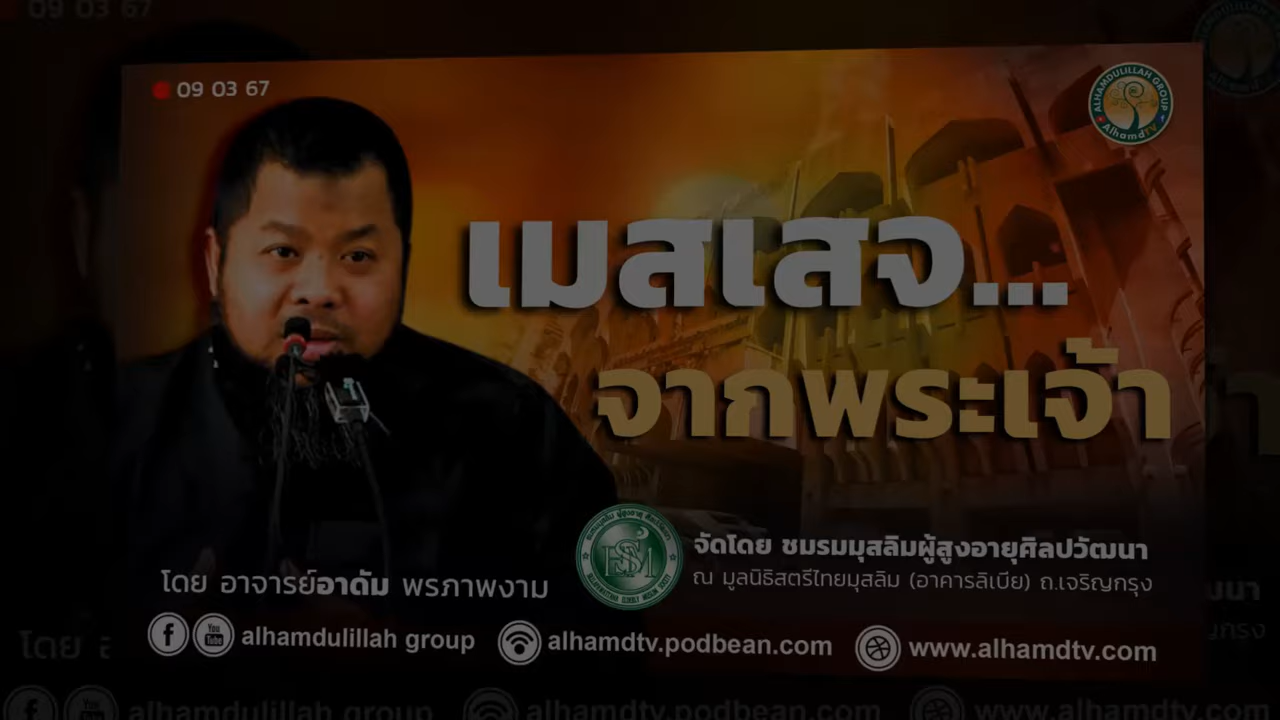 09 03 67
ALHAMDULILLAH GROUP
AlhamdTV
เมสเสจ...
จากพระเจ้า
จัดโดย ชมรมมุสลิมผู้สูงอายุศิลปวัฒนา
ณ มูลนิธิสตรีไทยมุสลิม (อาคารลิเบีย) ถ.เจริญกรุง
โดย อาจารย์อาดัม พรภาพงาม
alhamdulillah group
alhamdtv.podbean.com
www.alhamdtv.com